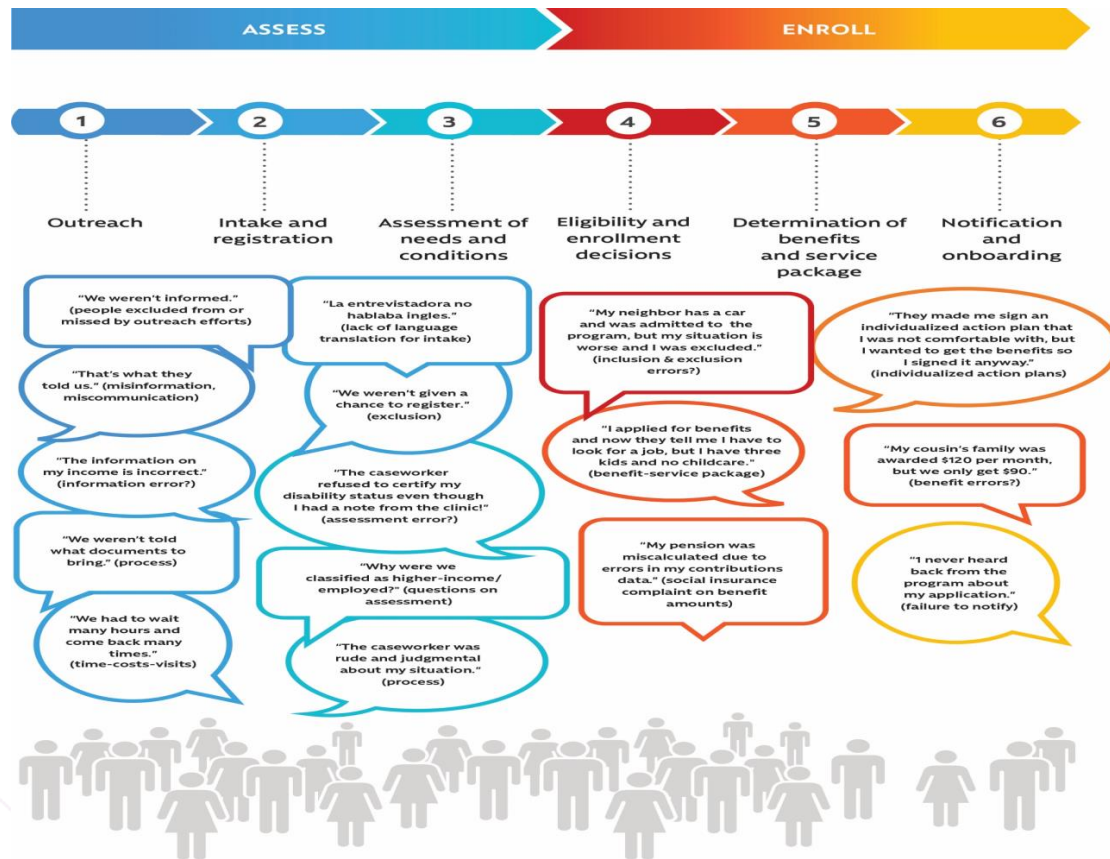 ASSESS
ENROLL
1
2
3
4
5
6
Outreach
Intake and
registration
Assessment of
needs and
conditions
Eligibility and
enrollment
decisions
Determination of
benefits
and service
package
Notification
and
onboarding
"We weren't informed."
(people excluded from or
missed by outreach efforts)
"That's what they
told us." (misinformation,
miscommunication)
"The information on
my income is incorrect."
(information error?)
"We weren't told
what documents to
bring." (process)
"We had to wait
many hours and
come back many
times."
(time-costs-visits)
"La entrevistadora no
hablaba ingles."
(lack of language
translation for intake)
"We weren't given a
chance to register."
(exclusion)
"The caseworker
refused to certify my
disability status even though
I had a note from the clinic!"
(assessment error?)
"Why were we
classified as higher-income/
employed?" (questions on
assessment)
"The caseworker was
rude and judgmental
about my situation."
(process)
"My neighbor has a car
and was admitted to the
program, but my situation is
worse and I was excluded."
(inclusion & exclusion
errors?)
"I applied for benefits
and now they tell me I have to
look for a job, but I have three
kids and no childcare."
(benefit-service package)
"My pension was
miscalculated due to
errors in my contributions
data." (social insurance
complaint on benefit
amounts)
"They made me sign an
individualized action plan that
I was not comfortable with, but
I wanted to get the benefits so
I signed it anyway."
(individualized action plans)
"My cousin's family was
awarded $120 per month,
but we only get $90."
(benefit errors?)
"I never heard
back from the
program about
my application."
(failure to notify)